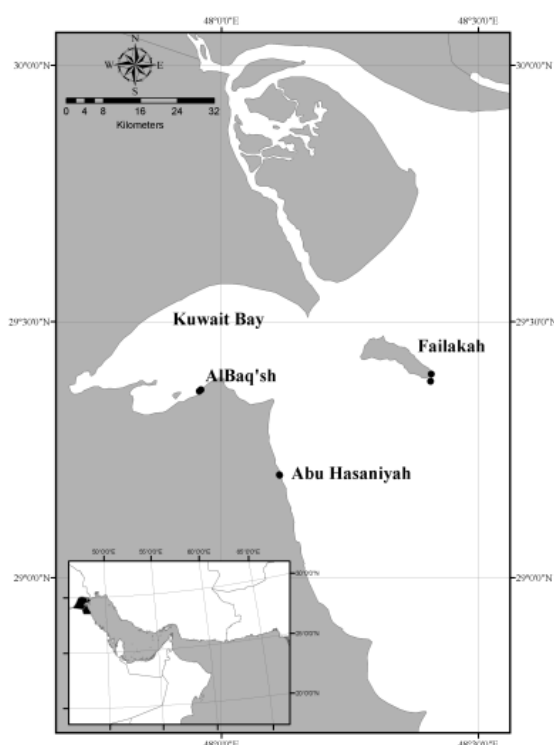 48°0'0"E
48°30'0"E
30°0'0"N
30°0'0"N
N
W
E
S
0 4 8 16 24 32
Kilometers
29°30'0"N
29°30'0"N
Kuwait Bay
Failakah
AlBaq'sh
Abu Hasaniyah
29°0'0"N
29°0'0"N
48°0'0"E
48°30'0"E